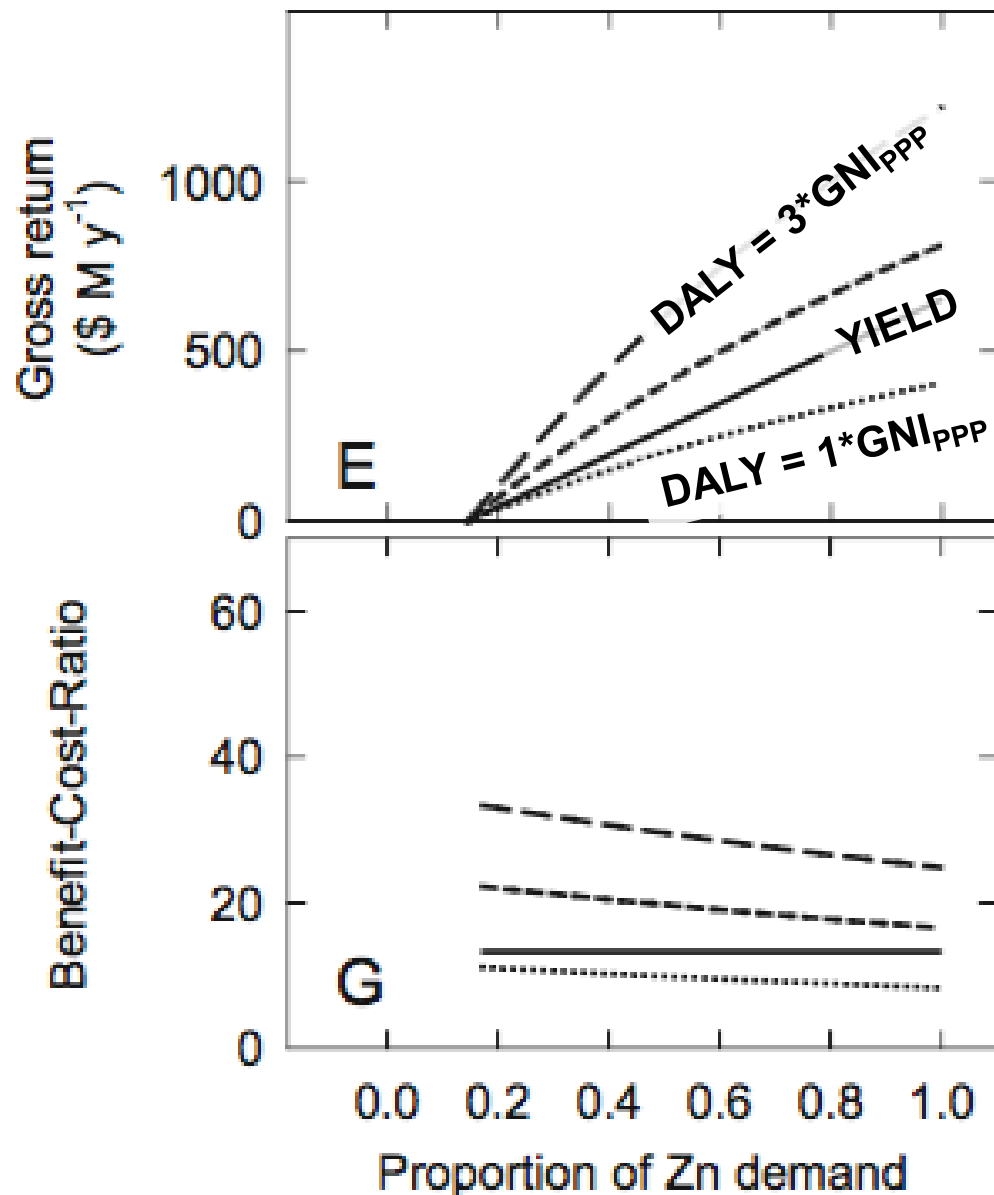 Gross return
($ M y⁻¹)
1000
500
0
E
DALY = 3*GNIPPP
YIELD
DALY = 1*GNIPPP
Benefit-Cost-Ratio
60
40
20
0
G
0.0 0.2 0.4 0.6 0.8 1.0
Proportion of Zn demand